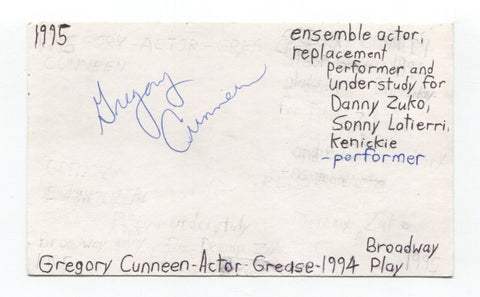 1995
ensemble actor,
replacement
performer and
understudy for
Danny Zuko,
Sonny Latierri,
Kenickie
-performer
Gregory
Cunneen
Broadway
Gregory Cunneen-Actor-Grease-1994 Play